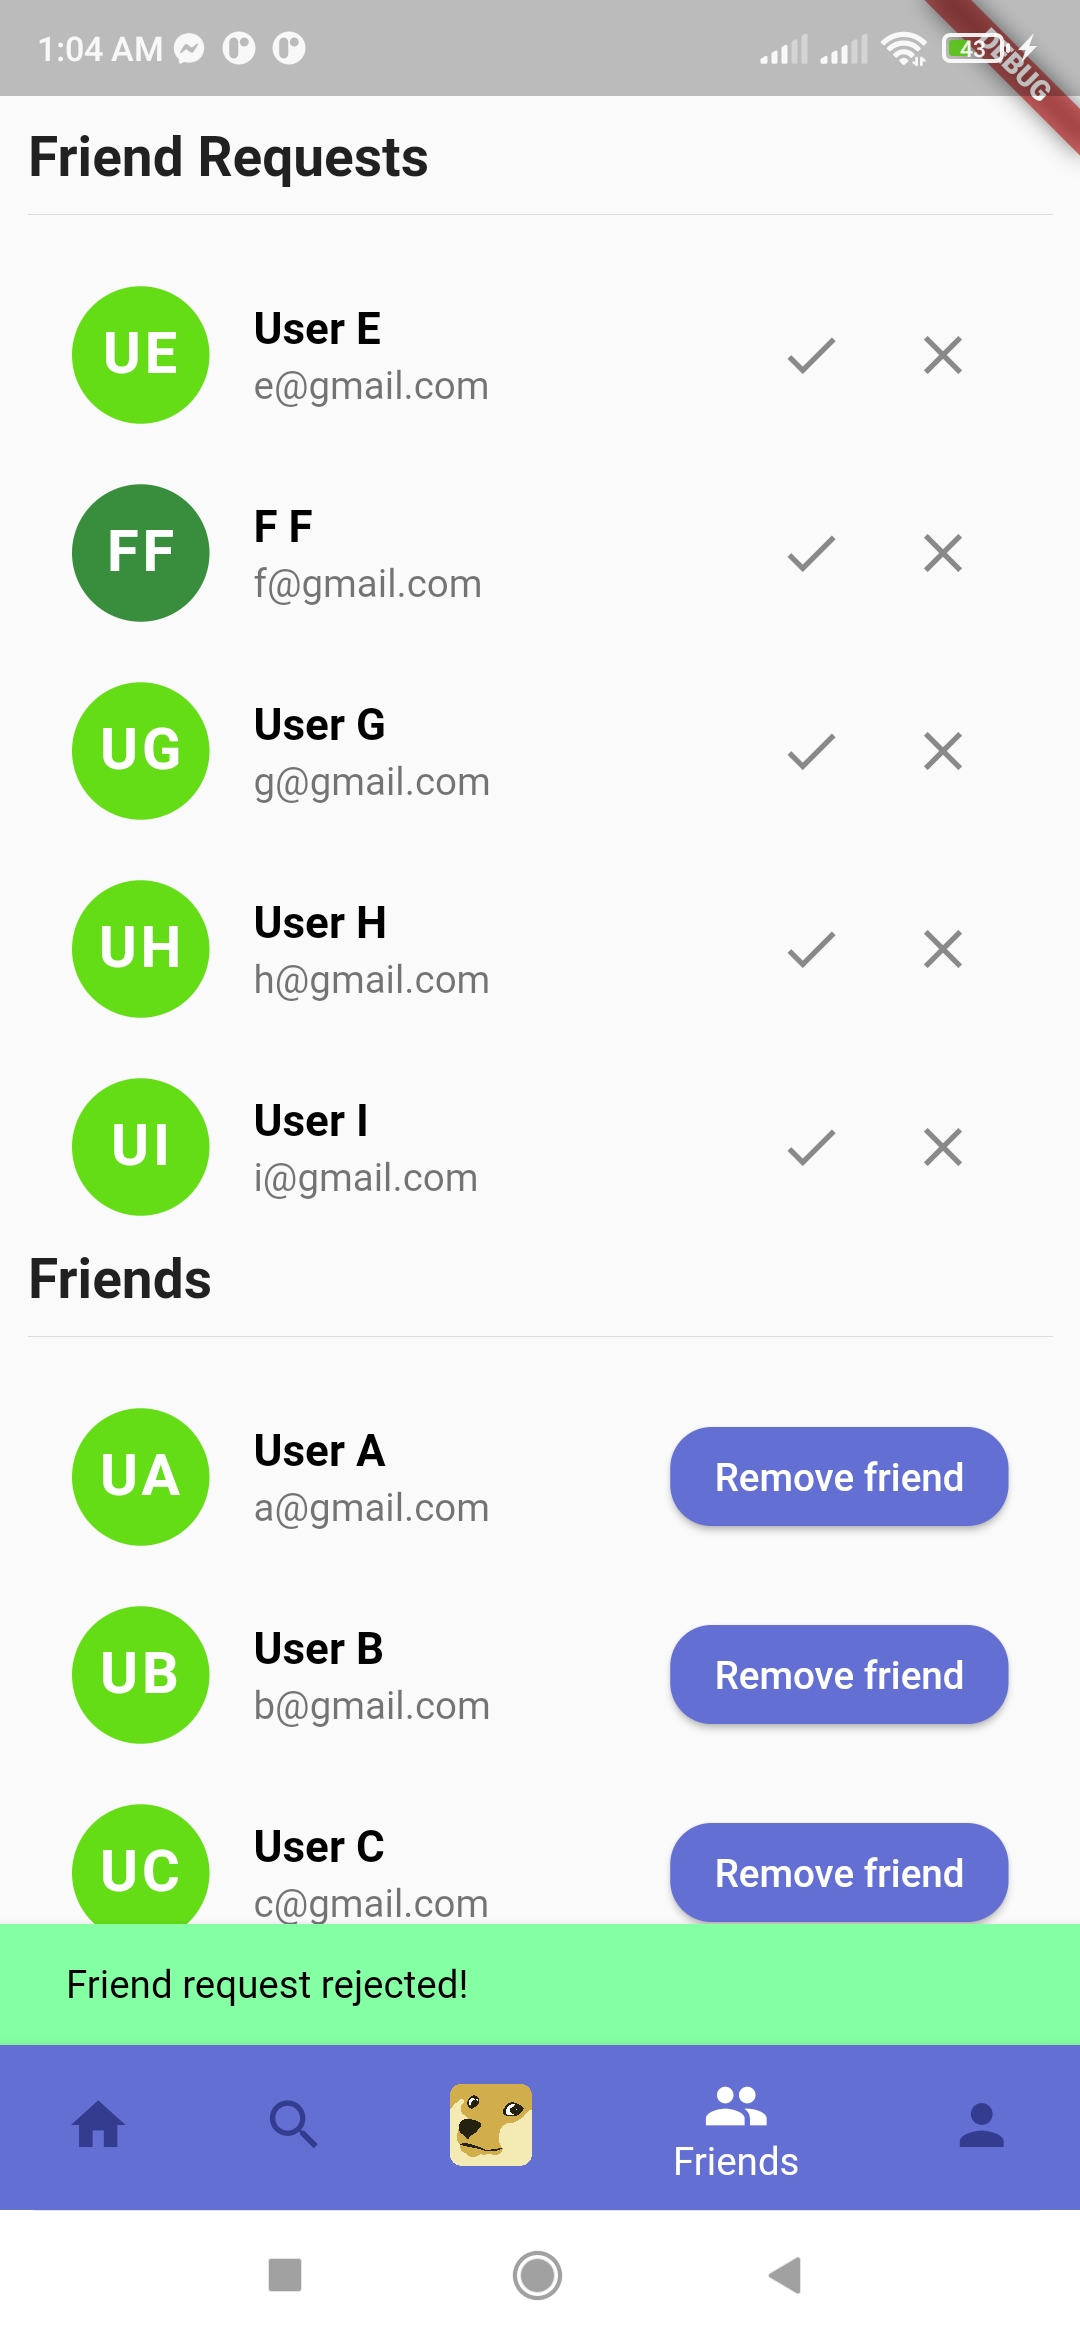 1:04 AM
43
DEBUG
Friend Requests
UE
User E
e@gmail.com
FF
F F
f@gmail.com
UG
User G
g@gmail.com
UH
User H
h@gmail.com
UI
User I
i@gmail.com
Friends
UA
User A
a@gmail.com
Remove friend
UB
User B
b@gmail.com
Remove friend
UC
User C
c@gmail.com
Remove friend
Friend request rejected!
Friends